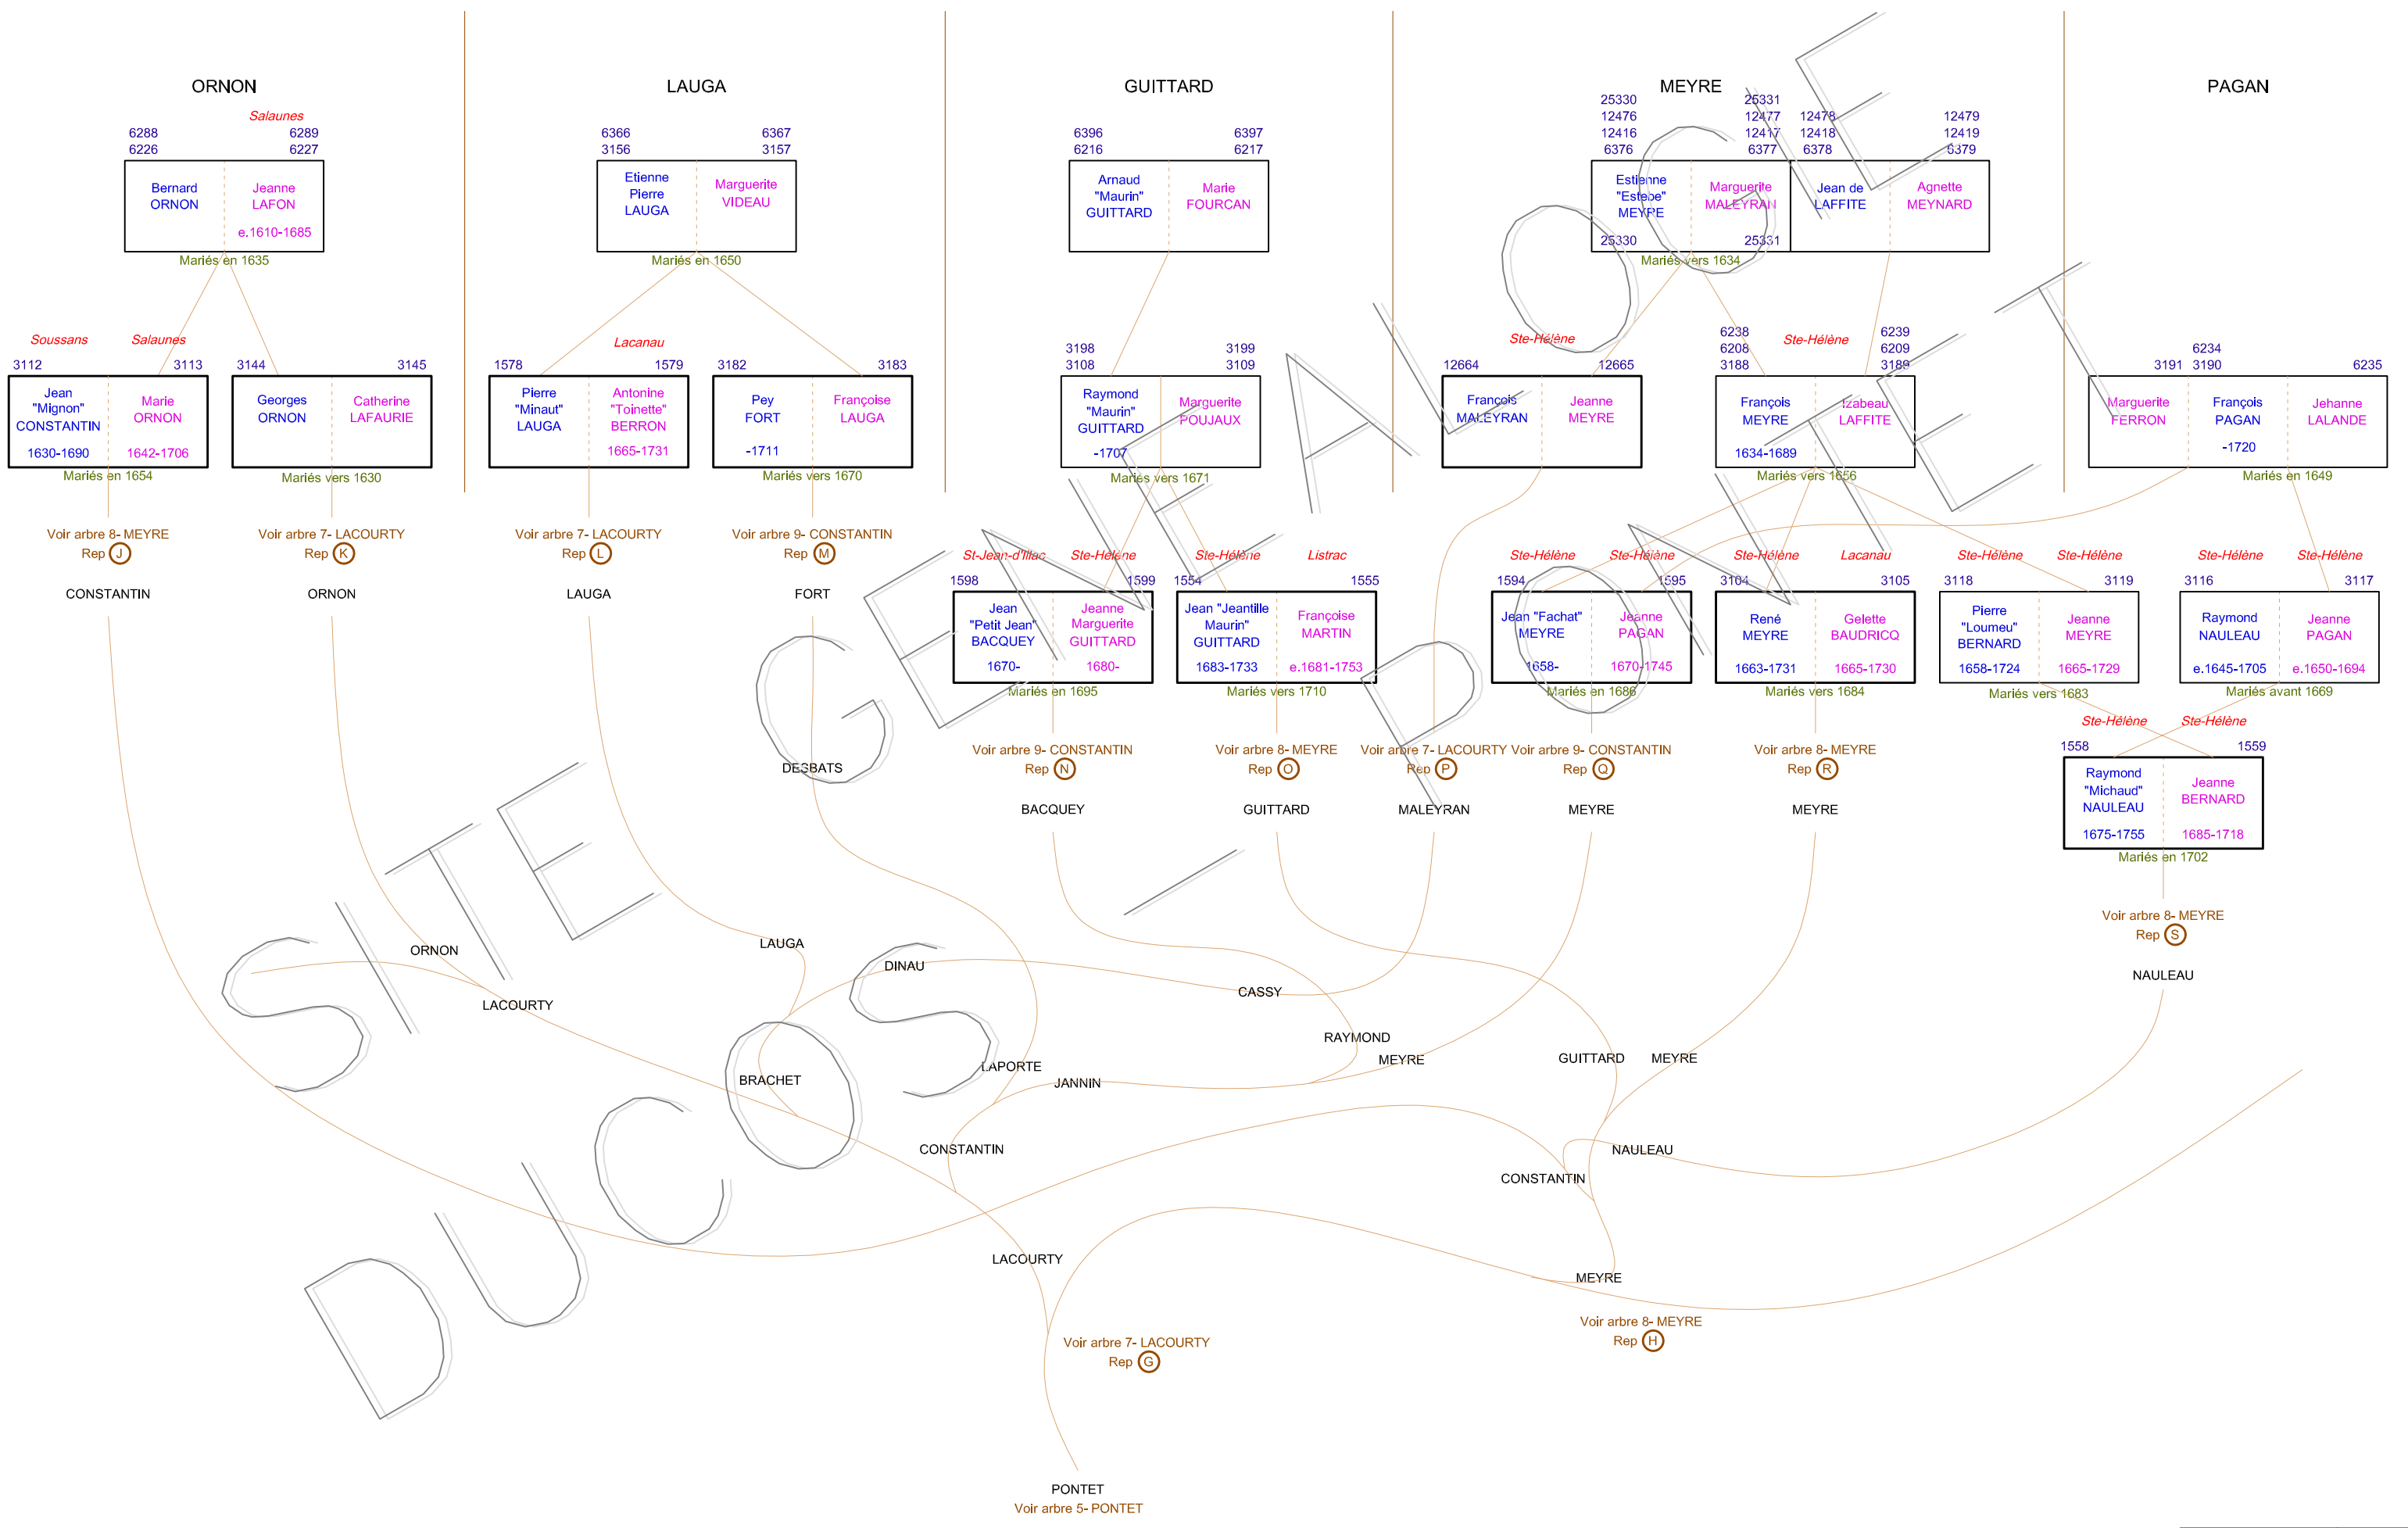 ORNON
LAUGA
GUITTARD
MEYRE
PAGAN
Salaunes
6288 6289
6226 6227
Bernard
ORNON
Jeanne
LAFON
e.1610-1685
Mariés en 1635
6366 6367
3156 3157
Etienne
Pierre
LAUGA
Marguerite
VIDEAU
Mariés en 1650
6396 6397
6216 6217
Arnaud
"Maurin"
GUITTARD
Marie
FOURCAN
25330 25331
12476 12477 12478 12479
12416 12417 12418 12419
6376 6377 6378 6379
Estienne
"Estebe"
MEYRE
25330
Marguerite
MALEYRAN
25331
Jean de
LAFFITE
Agnette
MEYNARD
Mariés vers 1634
Soussans Salaunes
3112 3113
Jean
"Mignon"
CONSTANTIN
1630-1690
Marie
ORNON
1642-1706
Mariés en 1654
3144 3145
Georges
ORNON
Catherine
LAFAURIE
Mariés vers 1630
Lacanau
1578 1579
Pierre
"Minaut"
LAUGA
Antonine
"Toinette"
BERRON
1665-1731
3182 3183
Pey
FORT
-1711
Françoise
LAUGA
Mariés vers 1670
3198 3199
3108 3109
Raymond
"Maurin"
GUITTARD
-1707
Marguerite
POUJAUX
Mariés vers 1671
Ste-Hélène
12664 12665
François
MALEYRAN
Jeanne
MEYRE
6238 6239
6208 6209
3188 3189
Ste-Hélène
François
MEYRE
1634-1689
Izabeau
LAFFITE
Mariés vers 1656
6234
3191 3190 6235
Marguerite
FERRON
François
PAGAN
-1720
Jehanne
LALANDE
Mariés en 1649
Voir arbre 8- MEYRE
Rep J
CONSTANTIN
Voir arbre 7- LACOURTY
Rep K
ORNON
Voir arbre 7- LACOURTY
Rep L
LAUGA
Voir arbre 9- CONSTANTIN
Rep M
FORT
St-Jean-d'Illac Ste-Hélène
1598 1599
Jean
"Petit Jean"
BACQUEY
1670-
Jeanne
Marguerite
GUITTARD
1680-
Mariés en 1695
Ste-Hélène Listrac
1554 1555
Jean "Jeantille
Maurin"
GUITTARD
1683-1733
Françoise
MARTIN
e.1681-1753
Mariés vers 1710
Ste-Hélène Ste-Hélène
1594 1595
Jean "Fachat"
MEYRE
1658-
Jeanne
PAGAN
1670-1745
Mariés en 1686
Ste-Hélène Lacanau
3104 3105
René
MEYRE
1663-1731
Gelette
BAUDRICQ
1665-1730
Mariés vers 1684
Ste-Hélène Ste-Hélène
3118 3119
Pierre
"Loumeu"
BERNARD
1658-1724
Jeanne
MEYRE
1665-1729
Mariés vers 1683
Ste-Hélène Ste-Hélène
3116 3117
Raymond
NAULEAU
e.1645-1705
Jeanne
PAGAN
e.1650-1694
Mariés avant 1669
Voir arbre 9- CONSTANTIN
Rep N
BACQUEY
Voir arbre 8- MEYRE
Rep O
GUITTARD
Voir arbre 7- LACOURTY
Rep P
MALEYRAN
Voir arbre 9- CONSTANTIN
Rep Q
MEYRE
Voir arbre 8- MEYRE
Rep R
MEYRE
Ste-Hélène Ste-Hélène
1558 1559
Raymond
"Michaud"
NAULEAU
1675-1755
Jeanne
BERNARD
1685-1718
Mariés en 1702
Voir arbre 8- MEYRE
Rep S
NAULEAU
DESBATS
ORNON
LACOURTY
LAUGA
DINAU
CASSY
BRACHET
LAPORTE
JANNIN
RAYMOND
MEYRE
GUITTARD
MEYRE
CONSTANTIN
NAULEAU
CONSTANTIN
LACOURTY
MEYRE
Voir arbre 8- MEYRE
Rep H
Voir arbre 7- LACOURTY
Rep G
PONTET
Voir arbre 5- PONTET
SITE GENEALOGIE
DUCOS - PONTET